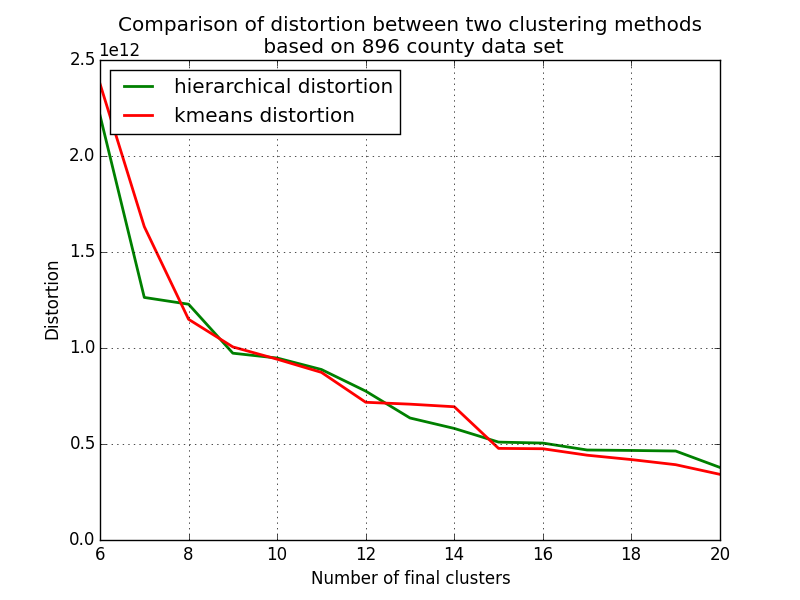 Comparison of distortion between two clustering methods
based on 896 county data set
1e12
hierarchical distortion
kmeans distortion
2.5
2.0
1.5
1.0
0.5
0.0
Distortion
6 8 10 12 14 16 18 20
Number of final clusters